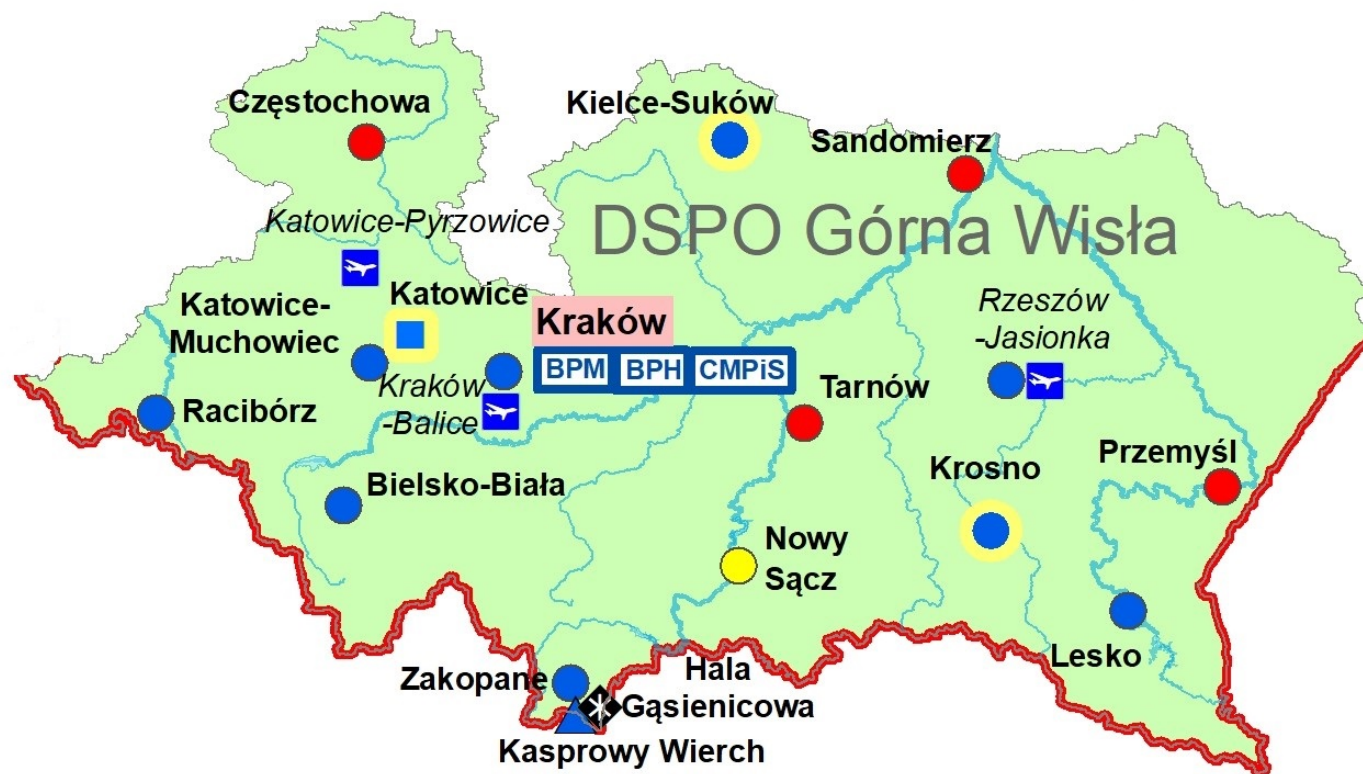 Częstochowa
Kielce-Suków
Sandomierz
Katowice-Pyrzowice
DSPO Górna Wisła
Katowice-
Muchowiec
Katowice
Kraków
BPM BPH CMPiS
Rzeszów
-Jasionka
Kraków
-Balice
Racibórz
Tarnów
Bielsko-Biała
Krosno
Przemyśl
Nowy
Sącz
Lesko
Zakopane
Hala
Gąsienicowa
Kasprowy Wierch